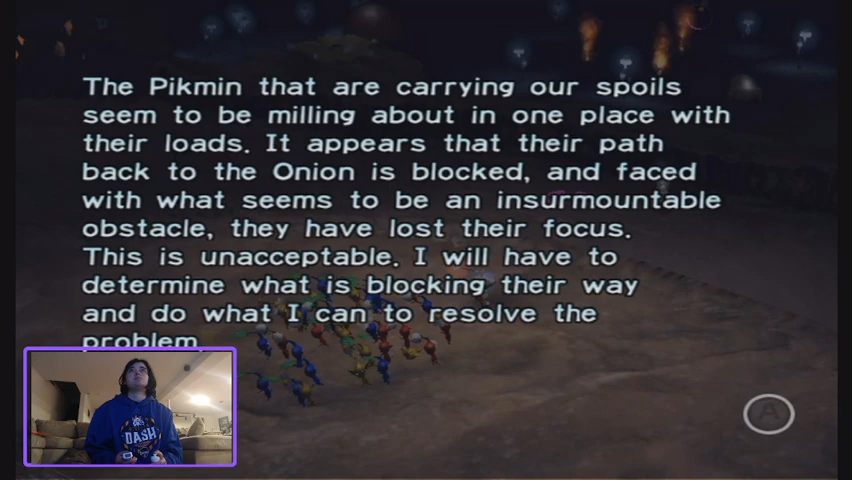 The Pikmin that are carrying our spoils
seem to be milling about in one place with
their loads. It appears that their path
back to the Onion is blocked, and faced
with what seems to be an insurmountable
obstacle, they have lost their focus.
This is unacceptable. I will have to
determine what is blocking their way
and do what I can to resolve the
problem.
DASH
A